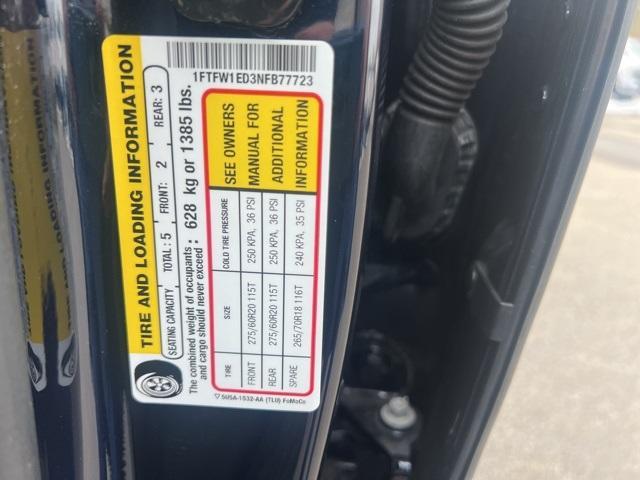 TIRE AND LOADING INFORMATION
SEATING CAPACITY TOTAL: 5 FRONT: 2 REAR: 3
The combined weight of occupants and cargo should never exceed: 628 kg or 1385 lbs.
TIRE SIZE COLD TIRE PRESSURE
FRONT 275/60R20 115T 250 KPA, 36 PSI
REAR 275/60R20 115T 250 KPA, 36 PSI
SPARE 265/70R18 116T 240 KPA, 35 PSI
SEE OWNERS
MANUAL FOR
ADDITIONAL
INFORMATION
5U5A-1532-AA (TLU) FoMoCo
1FTFW1ED3NFB77723